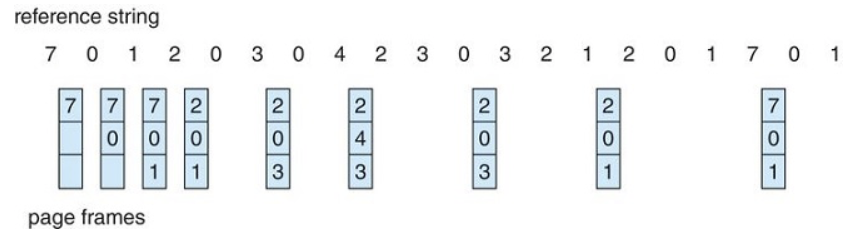 reference string
7 0 1 2 0 3 0 4 2 3 0 3 2 1 2 0 1 7 0 1
7 7 7 2 2 2 2 2 7
0 0 0 0 4 0 0 0
1 1 3 3 3 1 1
page frames